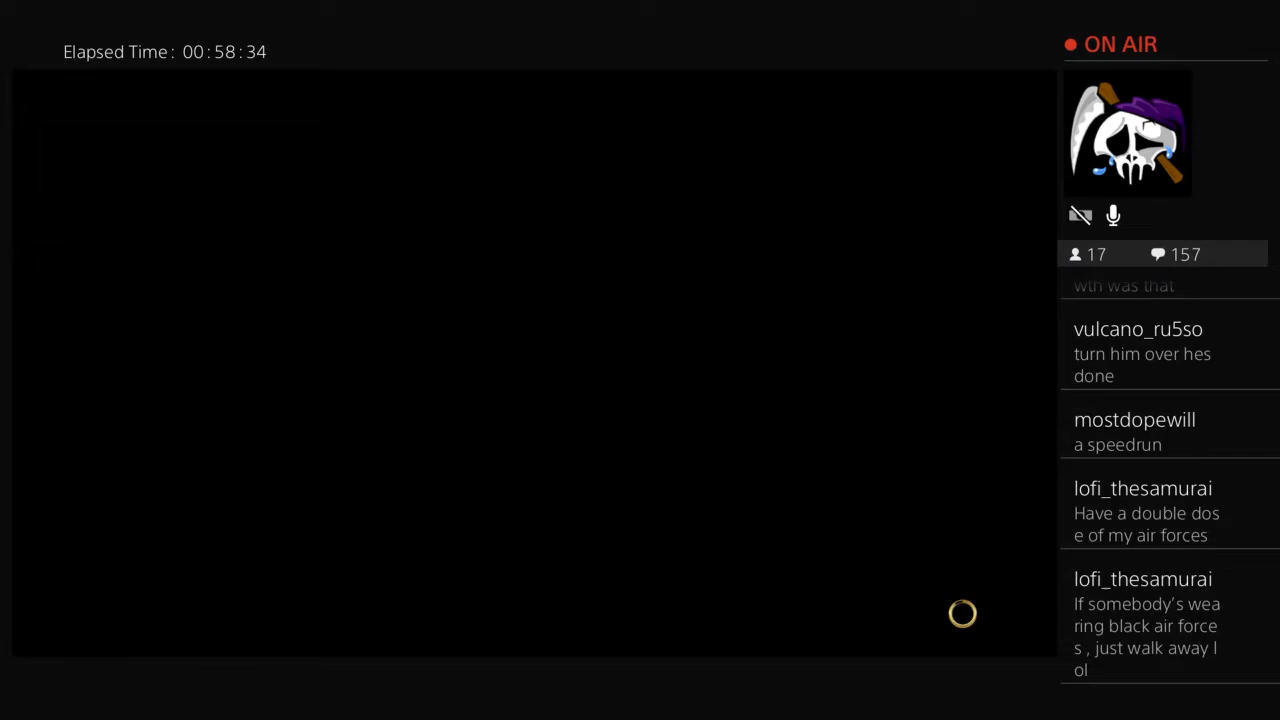 Elapsed Time: 00:58:34
ON AIR
17 157
wth was that
vulcano_ru5so
turn him over hes
done
mostdopewill
a speedrun
lofi_thesamurai
Have a double dos
e of my air forces
lofi_thesamurai
If somebody's wea
ring black air force
s , just walk away l
ol